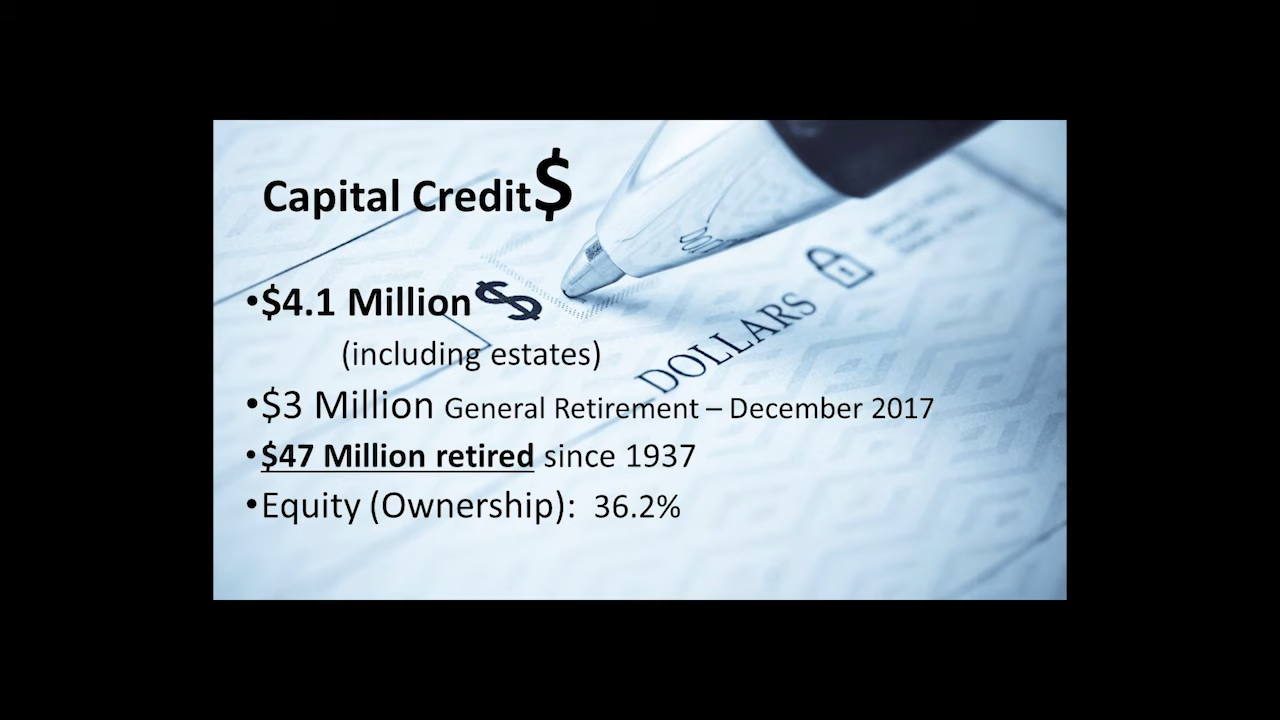 Capital Credit$
•$4.1 Million
$
(including estates)
DOLLARS
•$3 Million General Retirement – December 2017
•$47 Million retired since 1937
•Equity (Ownership):  36.2%